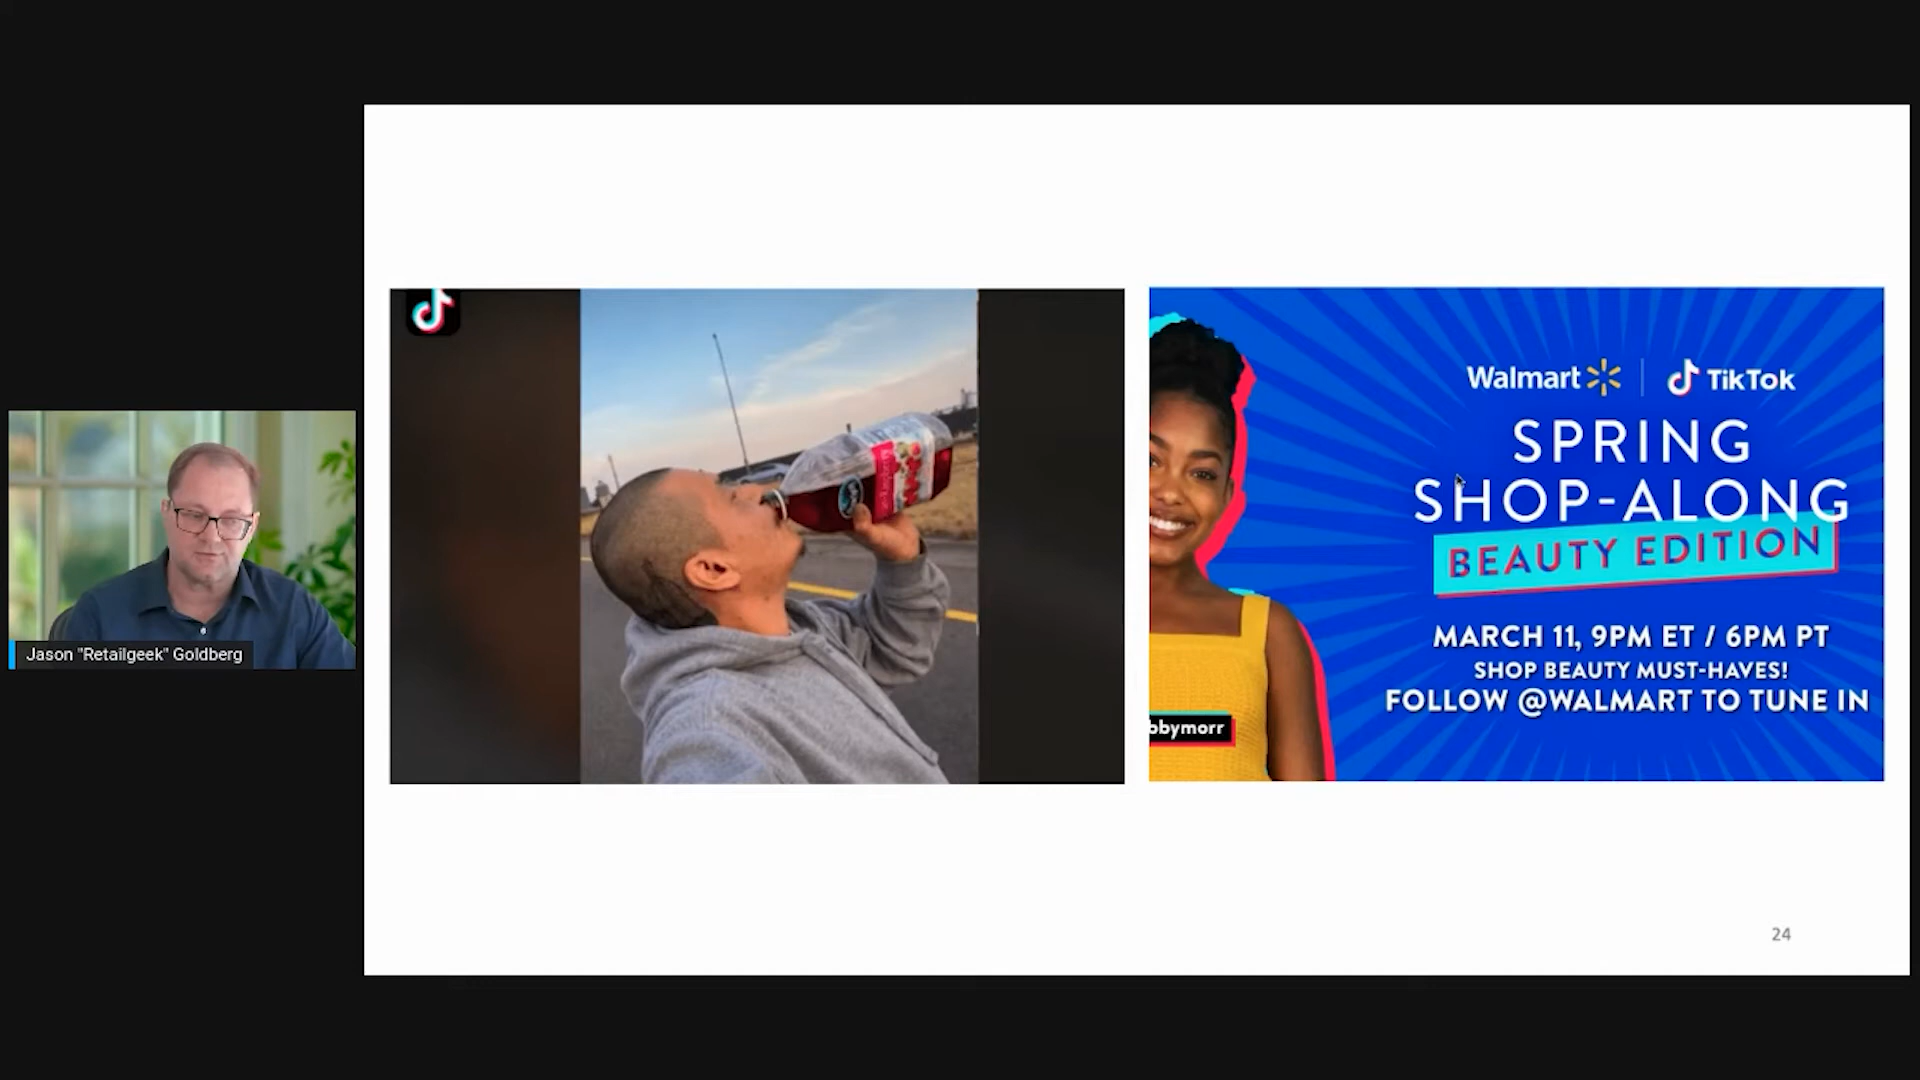 Jason "Retailgeek" Goldberg
Walmart TikTok
SPRING
SHOP-ALONG
BEAUTY EDITION
MARCH 11, 9PM ET / 6PM PT
SHOP BEAUTY MUST-HAVES!
FOLLOW @WALMART TO TUNE IN
bbymorr
24